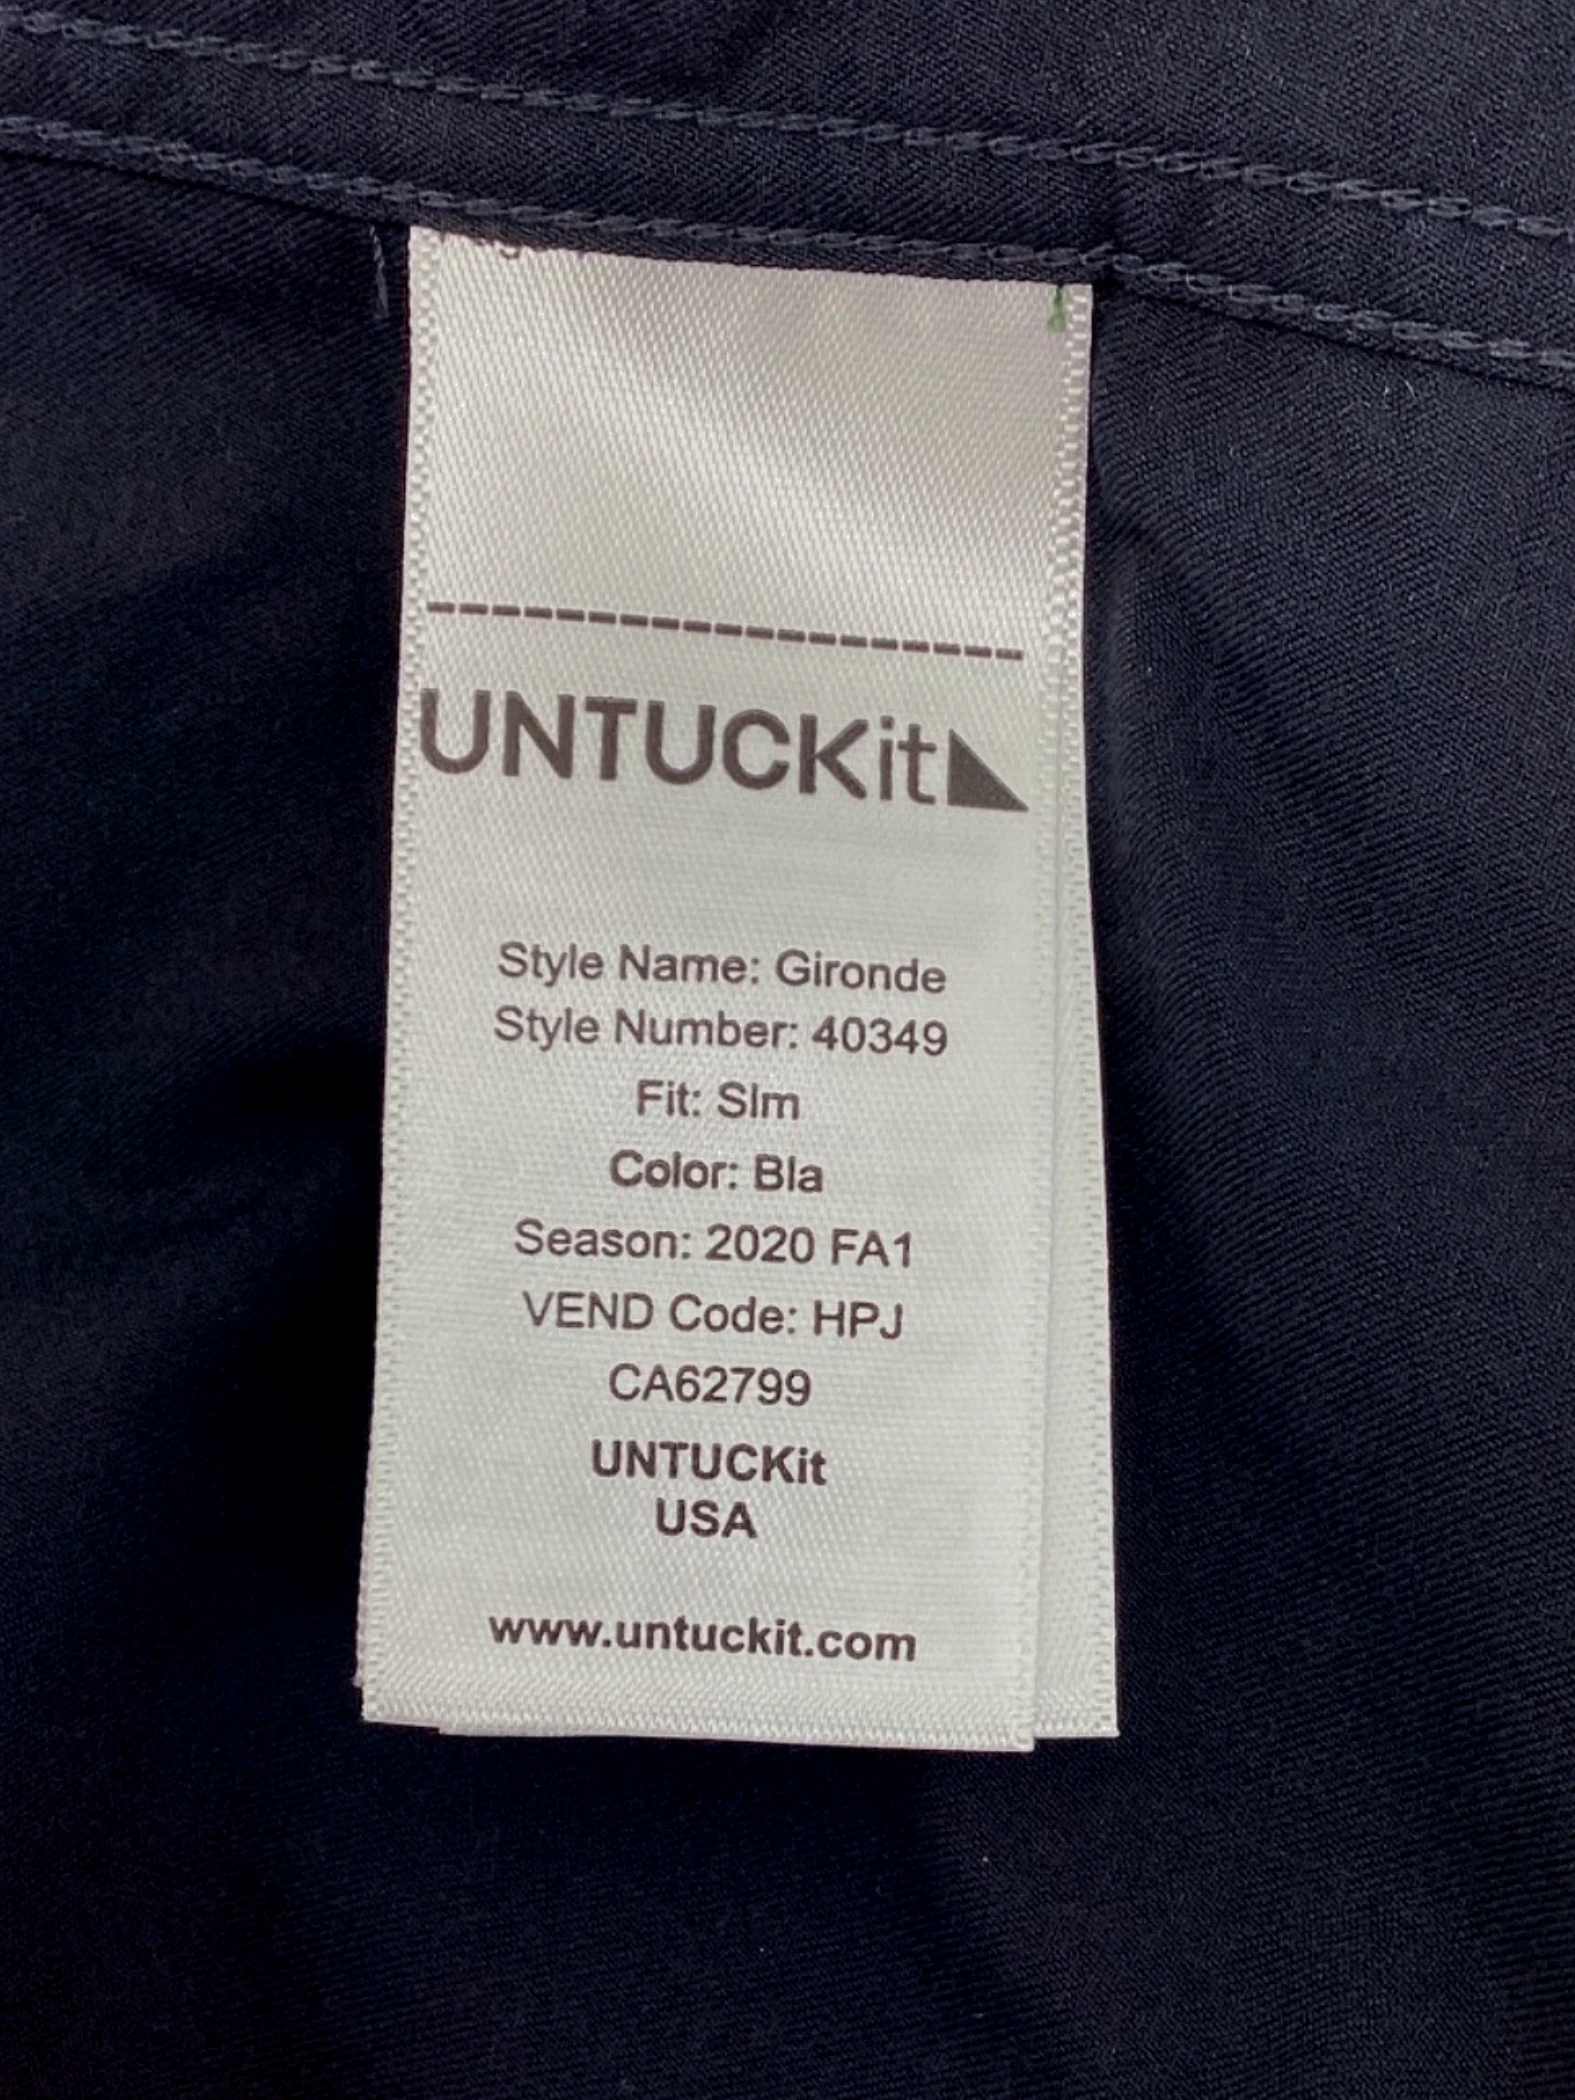 UNTUCKit
Style Name: Gironde
Style Number: 40349
Fit: Slm
Color: Bla
Season: 2020 FA1
VEND Code: HPJ
CA62799
UNTUCKit
USA
www.untuckit.com